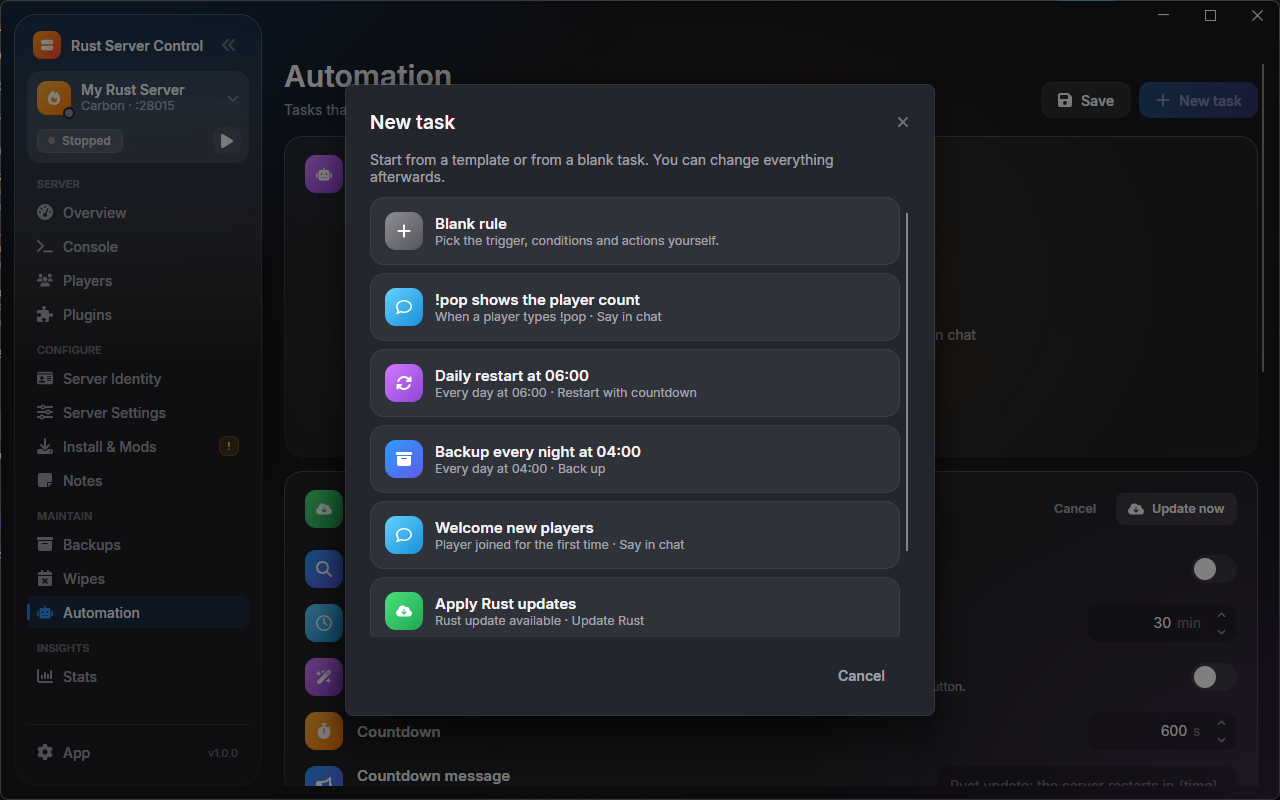 Rust Server Control
My Rust Server
Carbon · :28015
Stopped
SERVER
Overview
Console
Players
Plugins
CONFIGURE
Server Identity
Server Settings
Install & Mods
!
Notes
MAINTAIN
Backups
Wipes
Automation
INSIGHTS
Stats
App
v1.0.0
Automation
Tasks tha
Save
New task
n chat
Cancel
Update now
30 min
utton.
Countdown
600 s
Countdown message
Rust update: the server restarts in {time}
New task
Start from a template or from a blank task. You can change everything
afterwards.
Blank rule
Pick the trigger, conditions and actions yourself.
!pop shows the player count
When a player types !pop · Say in chat
Daily restart at 06:00
Every day at 06:00 · Restart with countdown
Backup every night at 04:00
Every day at 04:00 · Back up
Welcome new players
Player joined for the first time · Say in chat
Apply Rust updates
Rust update available · Update Rust
Cancel